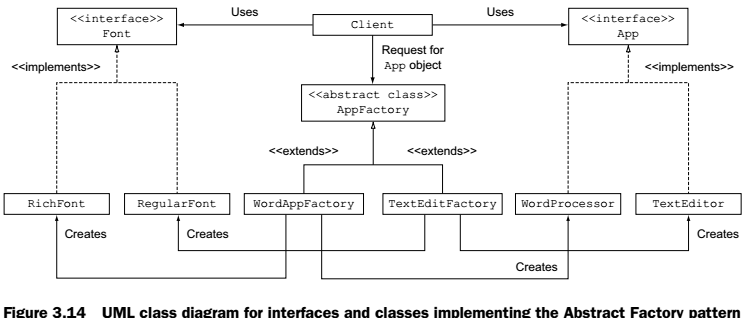 <<interface>>
Font
Uses
Client
Uses
<<interface>>
App
<<implements>>
Request for
App object
<<implements>>
<<abstract class>>
AppFactory
<<extends>>
<<extends>>
RichFont
RegularFont
WordAppFactory
TextEditFactory
WordProcessor
TextEditor
Creates
Creates
Creates
Creates
Figure 3.14 UML class diagram for interfaces and classes implementing the Abstract Factory pattern